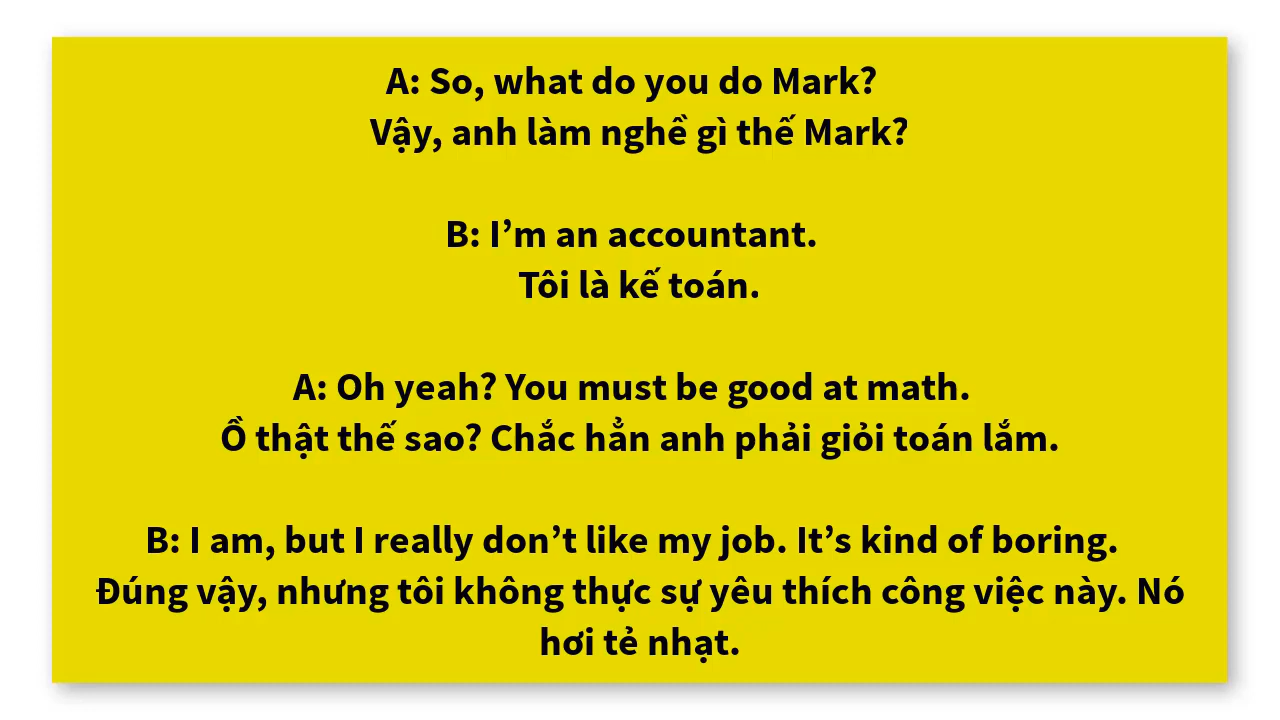 A: So, what do you do Mark?
Vậy, anh làm nghề gì thế Mark?
B: I’m an accountant.
Tôi là kế toán.
A: Oh yeah? You must be good at math.
Ồ thật thế sao? Chắc hẳn anh phải giỏi toán lắm.
B: I am, but I really don’t like my job. It’s kind of boring.
Đúng vậy, nhưng tôi không thực sự yêu thích công việc này. Nó
hơi tẻ nhạt.